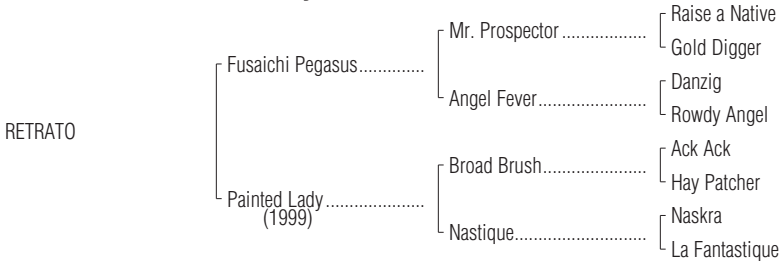 Raise a Native
Mr. Prospector ..................
Gold Digger
Fusaichi Pegasus..............
Danzig
Angel Fever.......................
Rowdy Angel
RETRATO
Ack Ack
Broad Brush......................
Hay Patcher
Painted Lady .....................
(1999)
Naskra
Nastique............................
La Fantastique